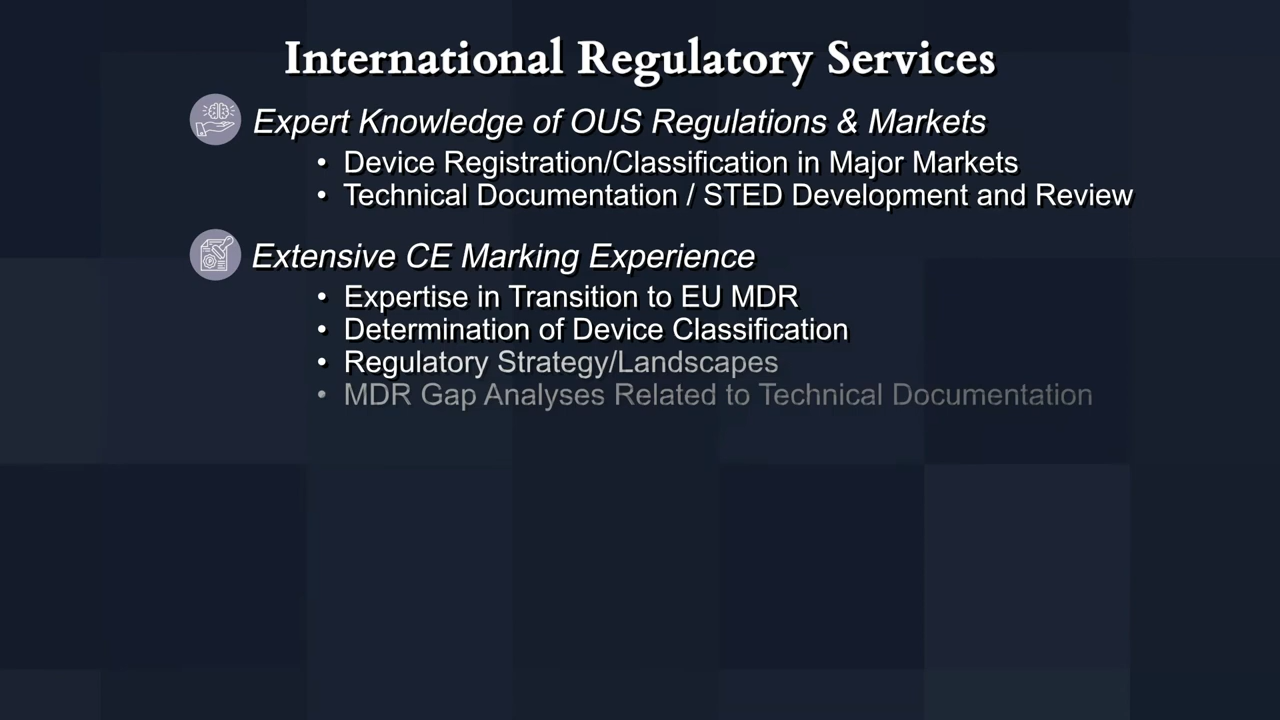 International Regulatory Services
Expert Knowledge of OUS Regulations & Markets
• Device Registration/Classification in Major Markets
• Technical Documentation / STED Development and Review
Extensive CE Marking Experience
• Expertise in Transition to EU MDR
• Determination of Device Classification
• Regulatory Strategy/Landscapes
• MDR Gap Analyses Related to Technical Documentation